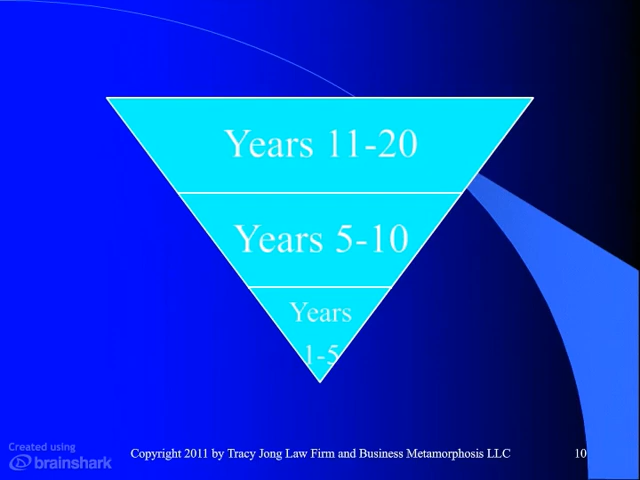 Years 11-20
Years 5-10
Years
1-5
Created using
brainshark
Copyright 2011 by Tracy Jong Law Firm and Business Metamorphosis LLC
10